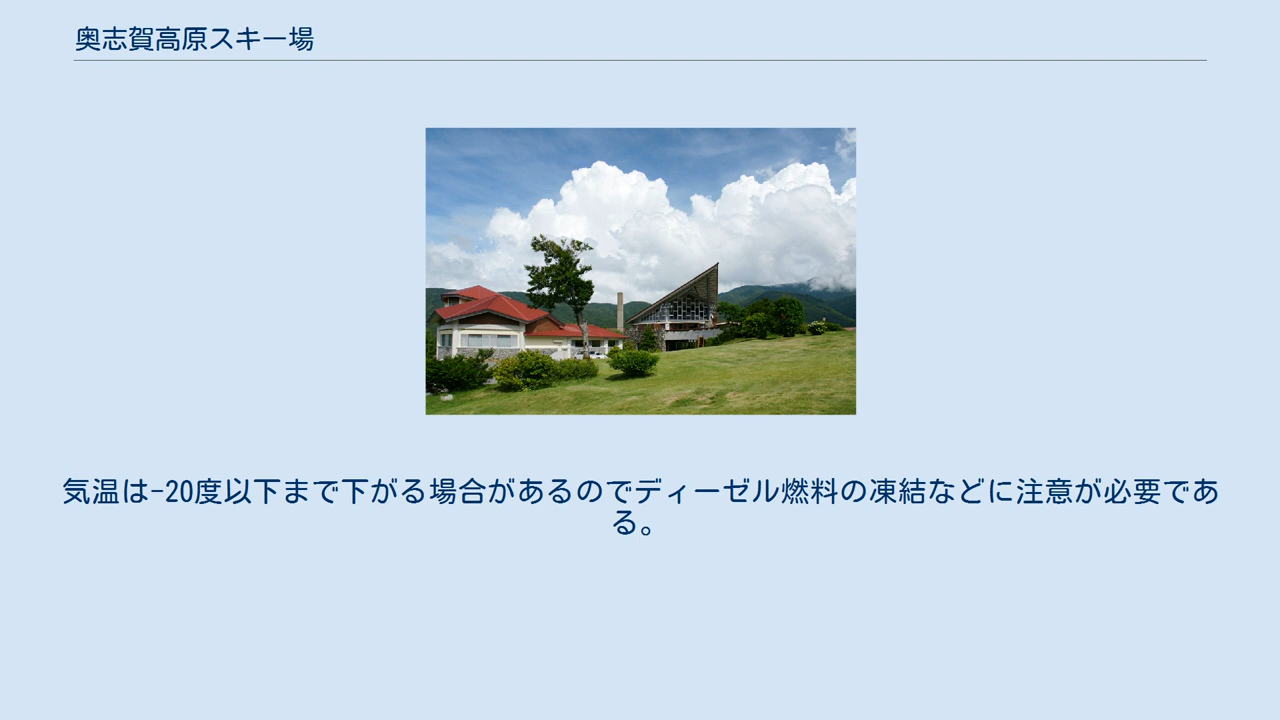 奥志賀高原スキー場
気温は-20度以下まで下がる場合があるのでディーゼル燃料の凍結などに注意が必要であ
る。